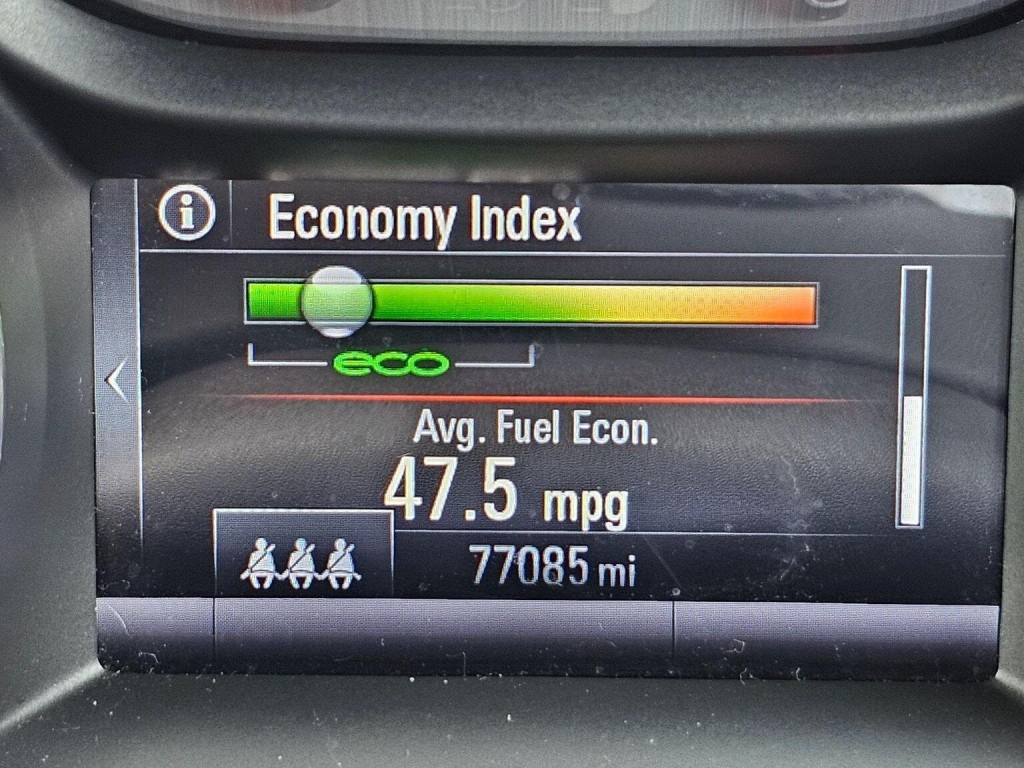 Economy Index
eco
Avg. Fuel Econ.
47.5 mpg
77085 mi